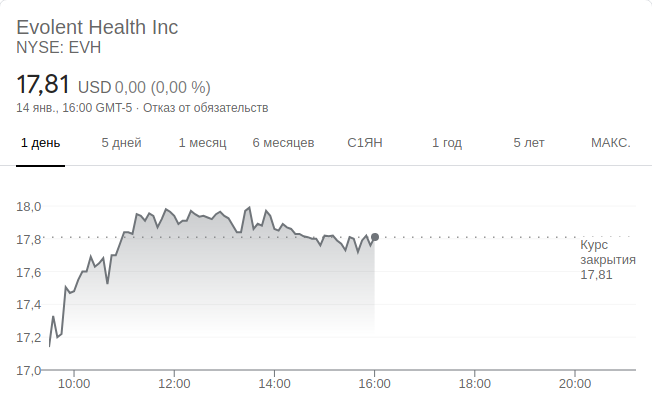 Evolent Health Inc
NYSE: EVH
17,81 USD 0,00 (0,00 %)
14 янв., 16:00 GMT-5 · Отказ от обязательств
1 день 5 дней 1 месяц 6 месяцев С1ЯН 1 год 5 лет МАКС.
18,0
17,8
Курс
закрытия
17,81
17,6
17,4
17,2
17,0
10:00 12:00 14:00 16:00 18:00 20:00